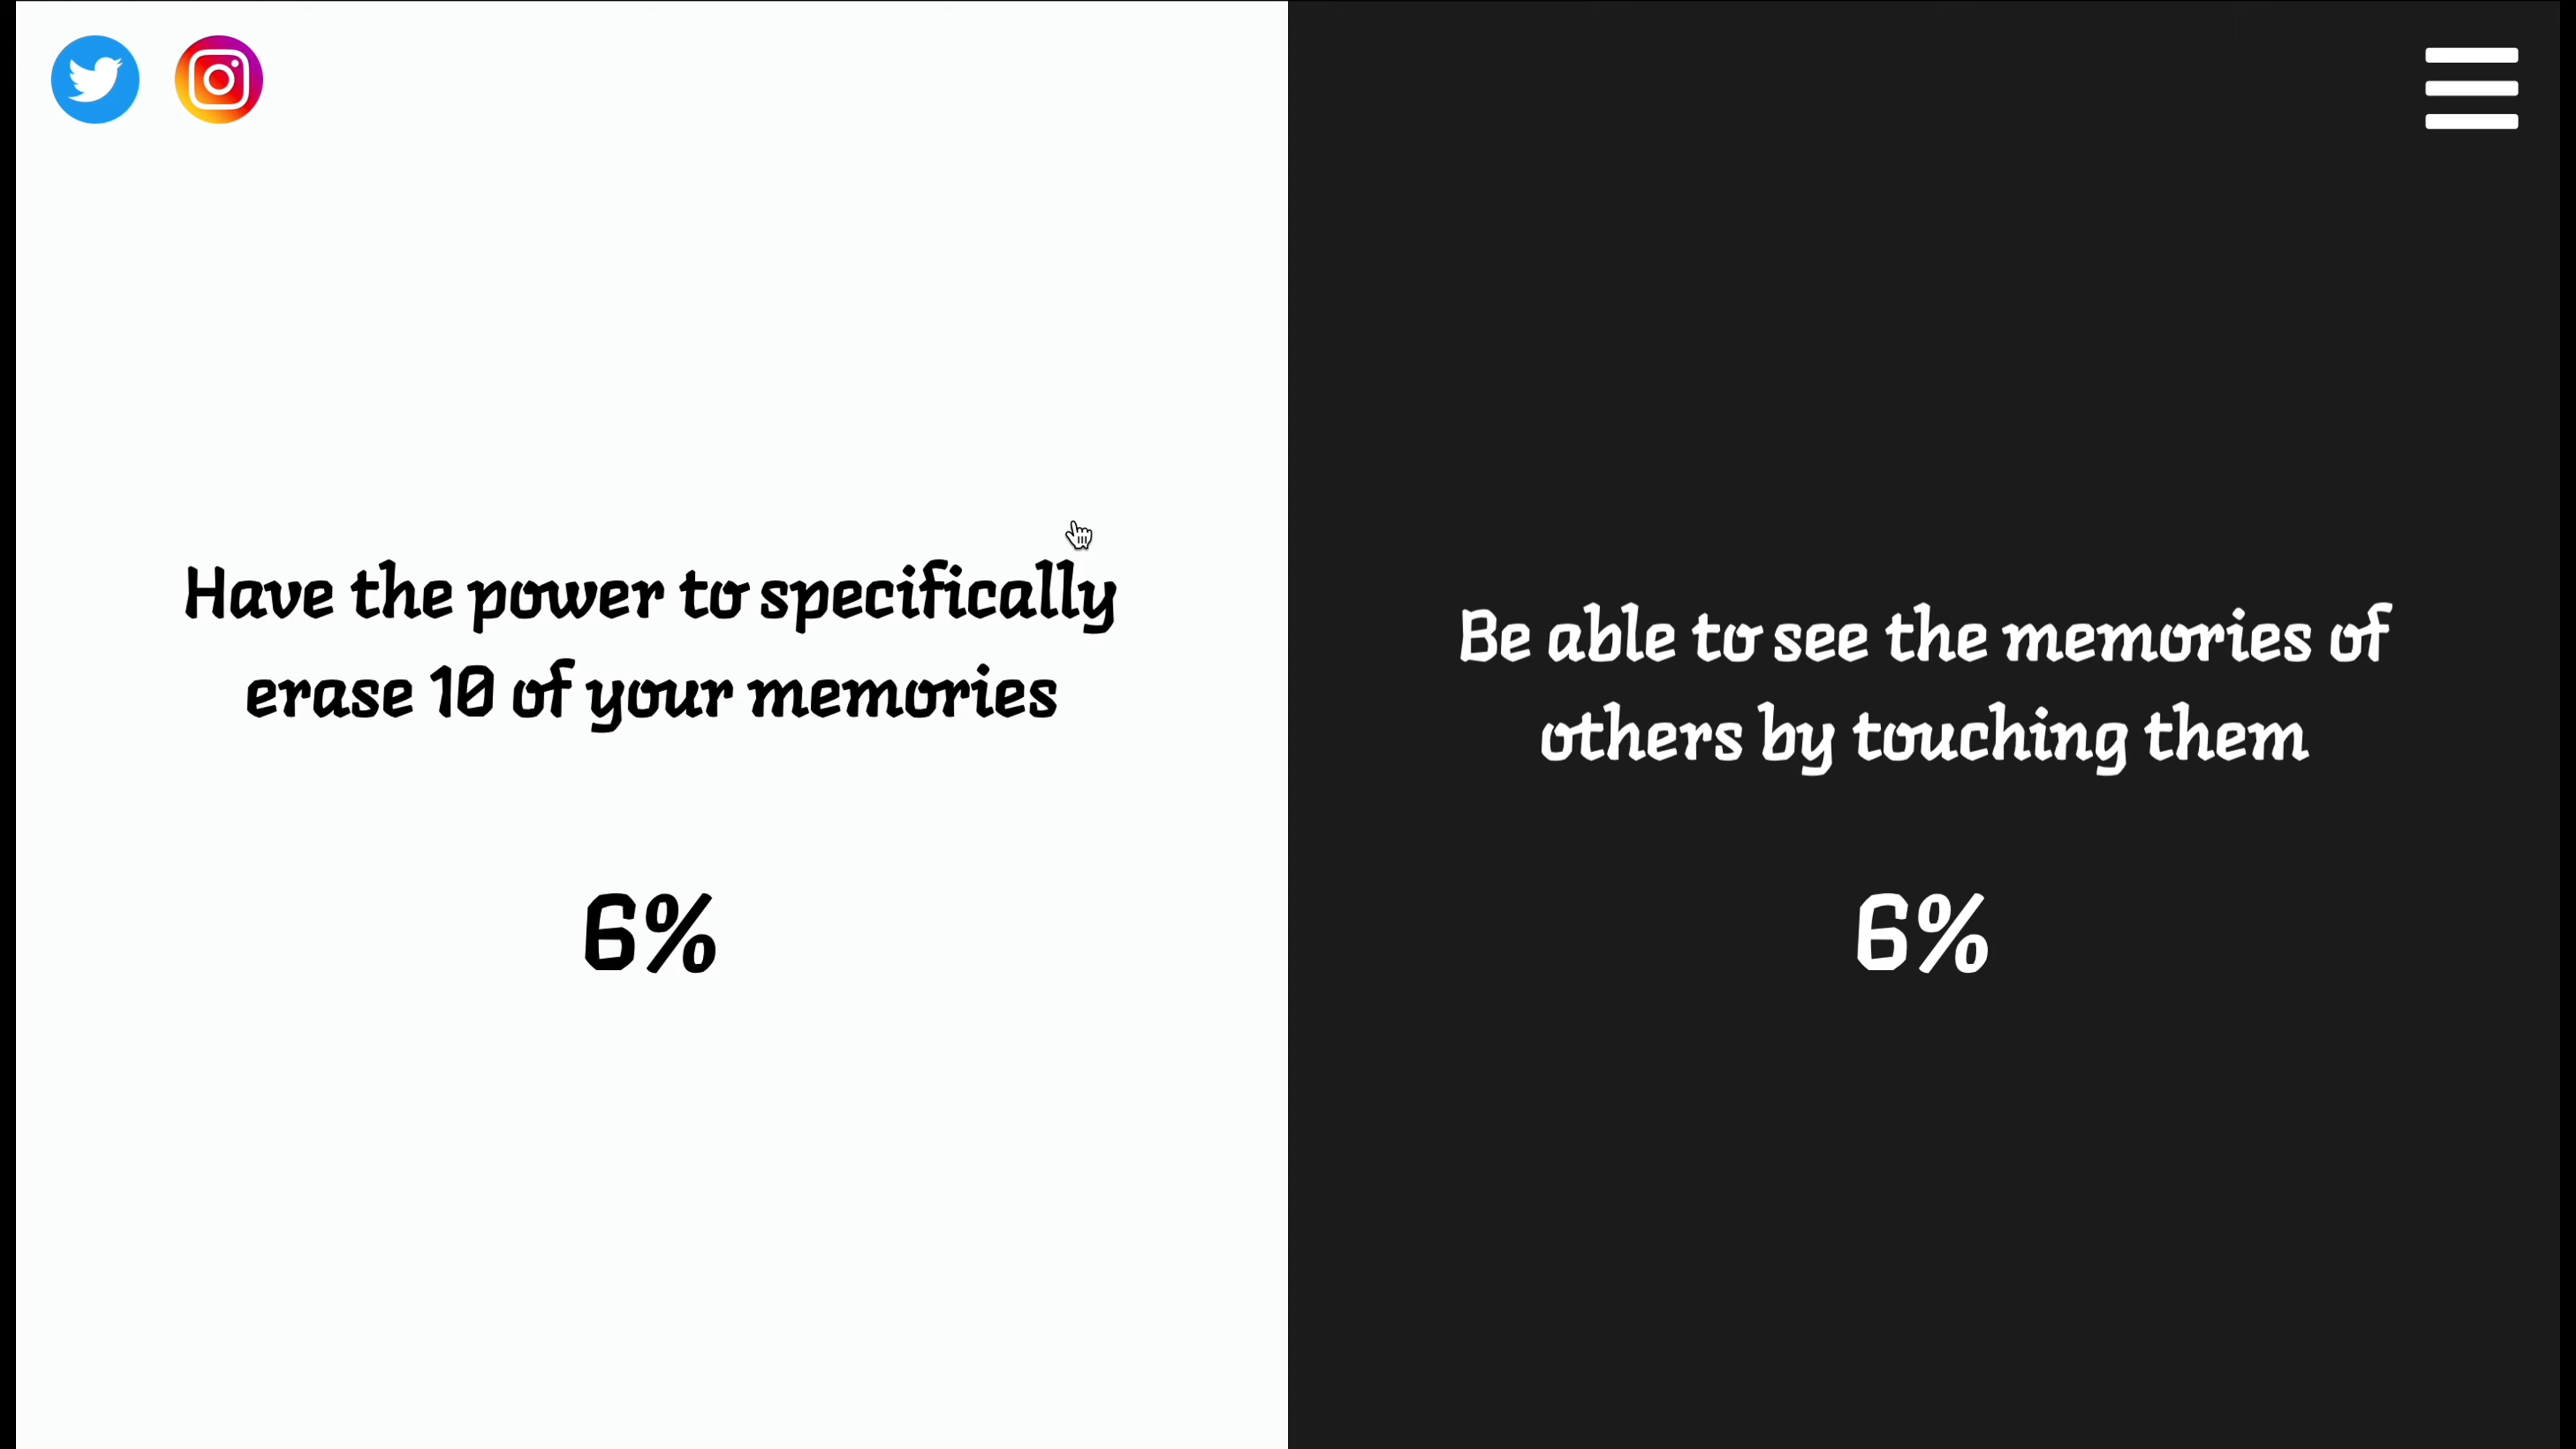 Have the power to specifically
erase 10 of your memories
6%
Be able to see the memories of
others by touching them
6%